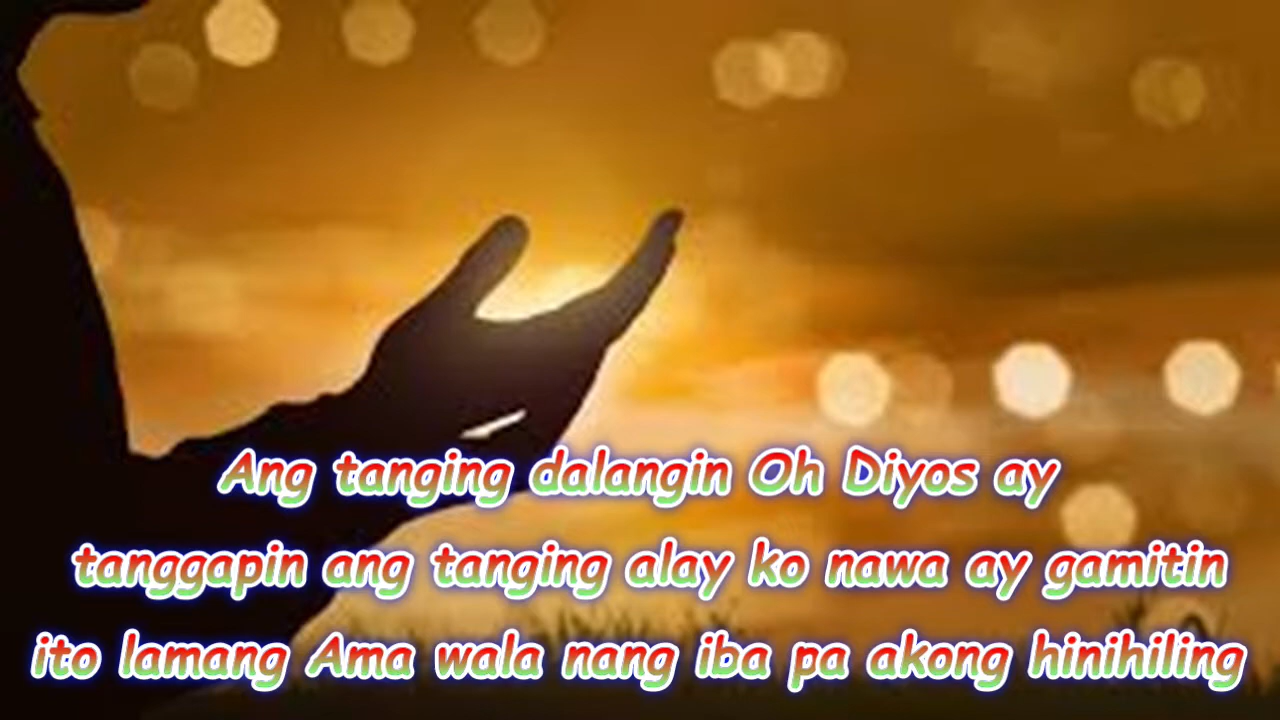 Ang tanging dalangin Oh Diyos ay
tanggapin ang tanging alay ko nawa ay gamitin
ito lamang Ama wala nang iba pa akong hinihiling